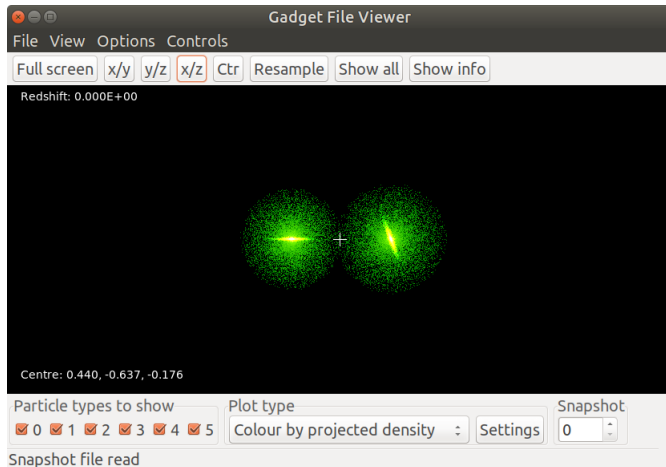 Gadget File Viewer
File View Options Controls
Full screen x/y y/z x/z Ctr Resample Show all Show info
Redshift: 0.000E+00
Centre: 0.440, -0.637, -0.176
Particle types to show Plot type Snapshot
0 1 2 3 4 5 Colour by projected density Settings 0
Snapshot file read